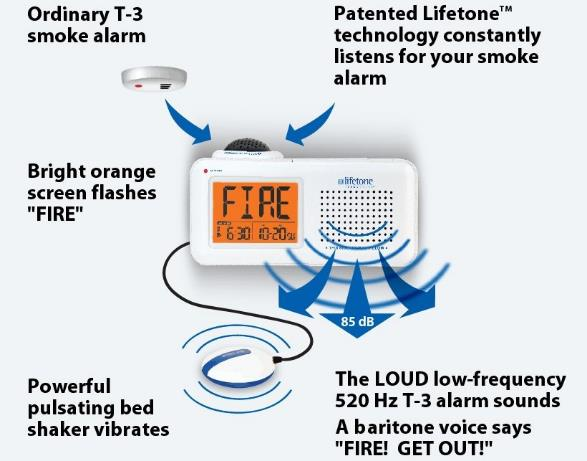 Ordinary T-3
smoke alarm
Patented Lifetone™
technology constantly
listens for your smoke
alarm
Bright orange
screen flashes
"FIRE"
lifetone
FIRE
6:30 10-20
85 dB
Powerful
pulsating bed
shaker vibrates
The LOUD low-frequency
520 Hz T-3 alarm sounds
A baritone voice says
"FIRE!  GET OUT!"